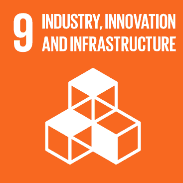 9 INDUSTRY, INNOVATION
AND INFRASTRUCTURE